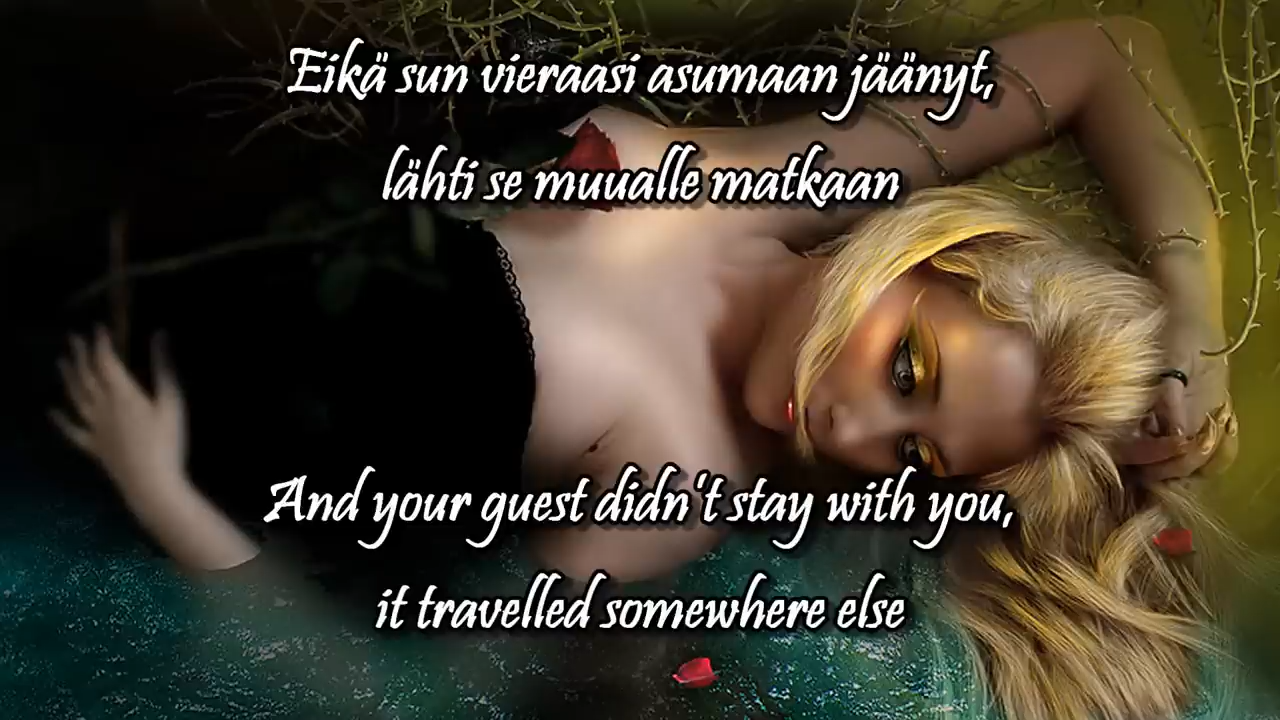 Eikä sun vieraasi asumaan jäänyt,
lähti se muualle matkaan
And your guest didn't stay with you,
it travelled somewhere else